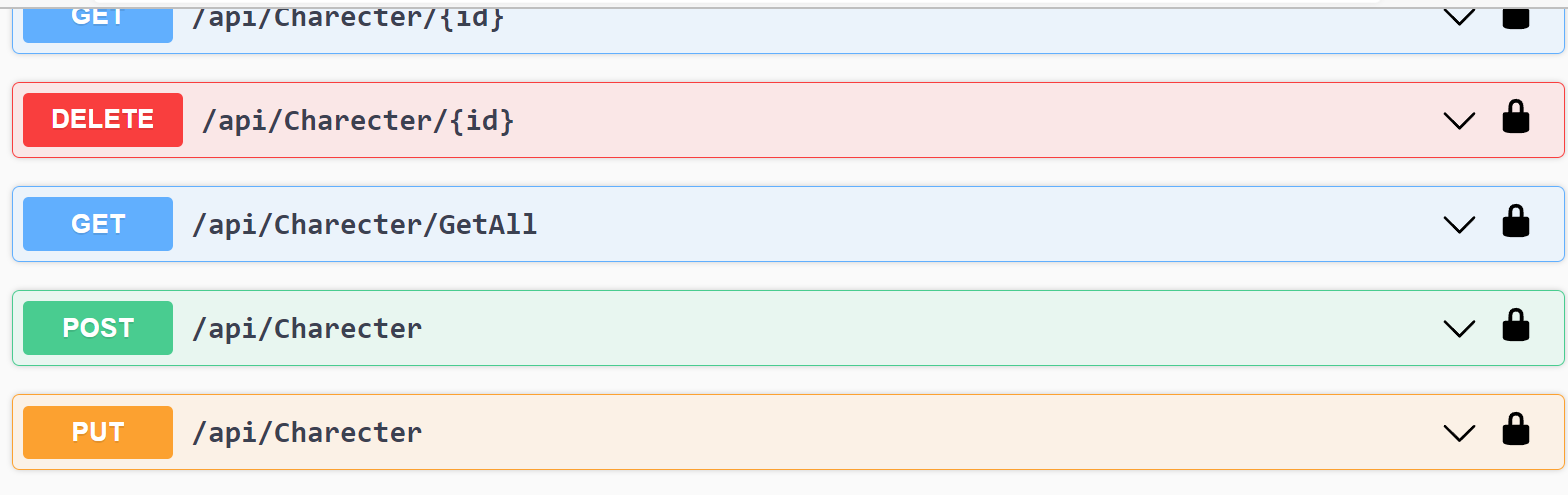 GET /api/Charecter/{id}
DELETE /api/Charecter/{id}
GET /api/Charecter/GetAll
POST /api/Charecter
PUT /api/Charecter